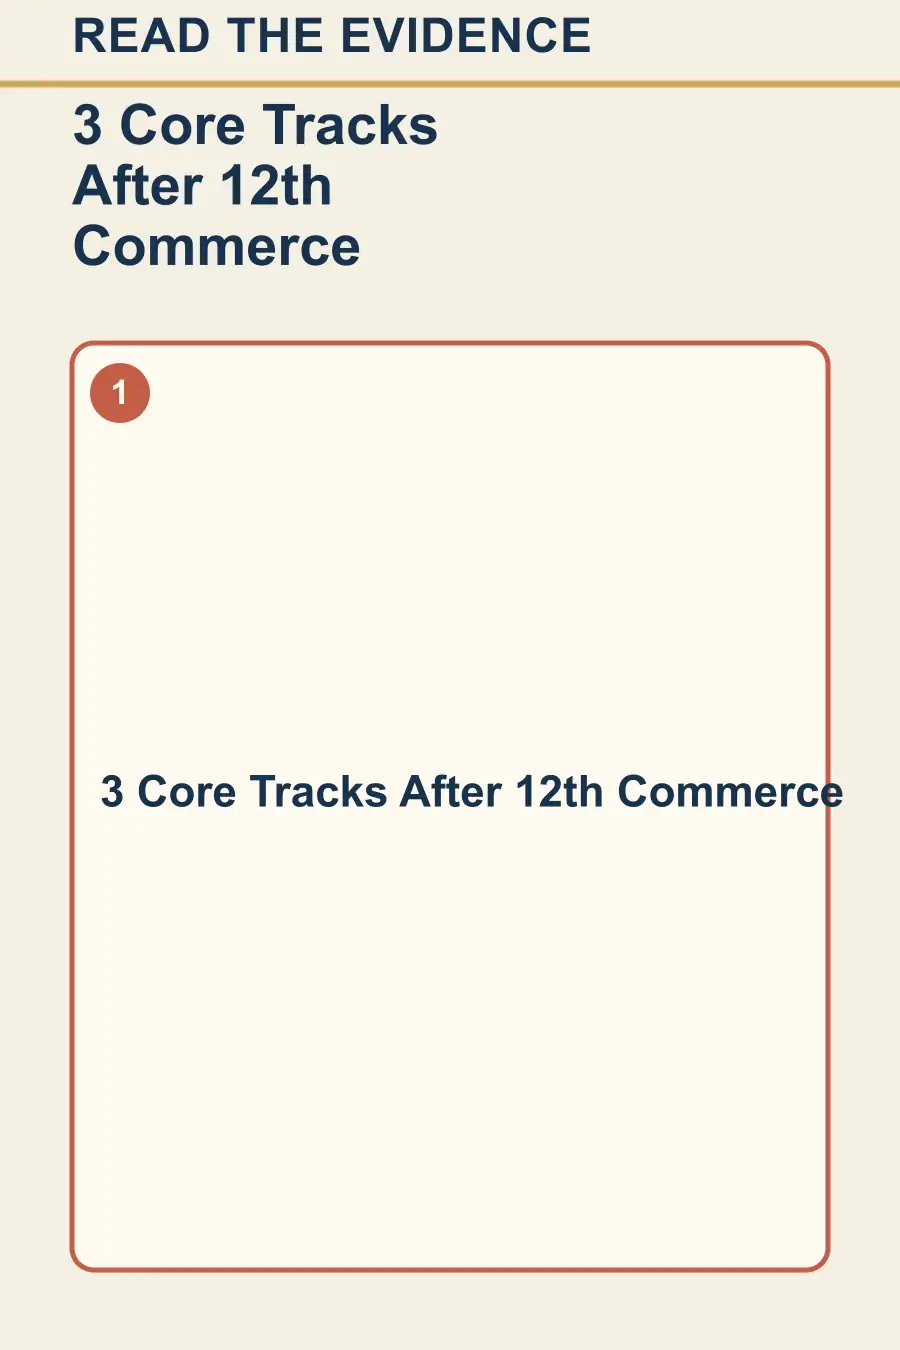 READ THE EVIDENCE
3 Core Tracks
After 12th
Commerce
1
3 Core Tracks After 12th Commerce